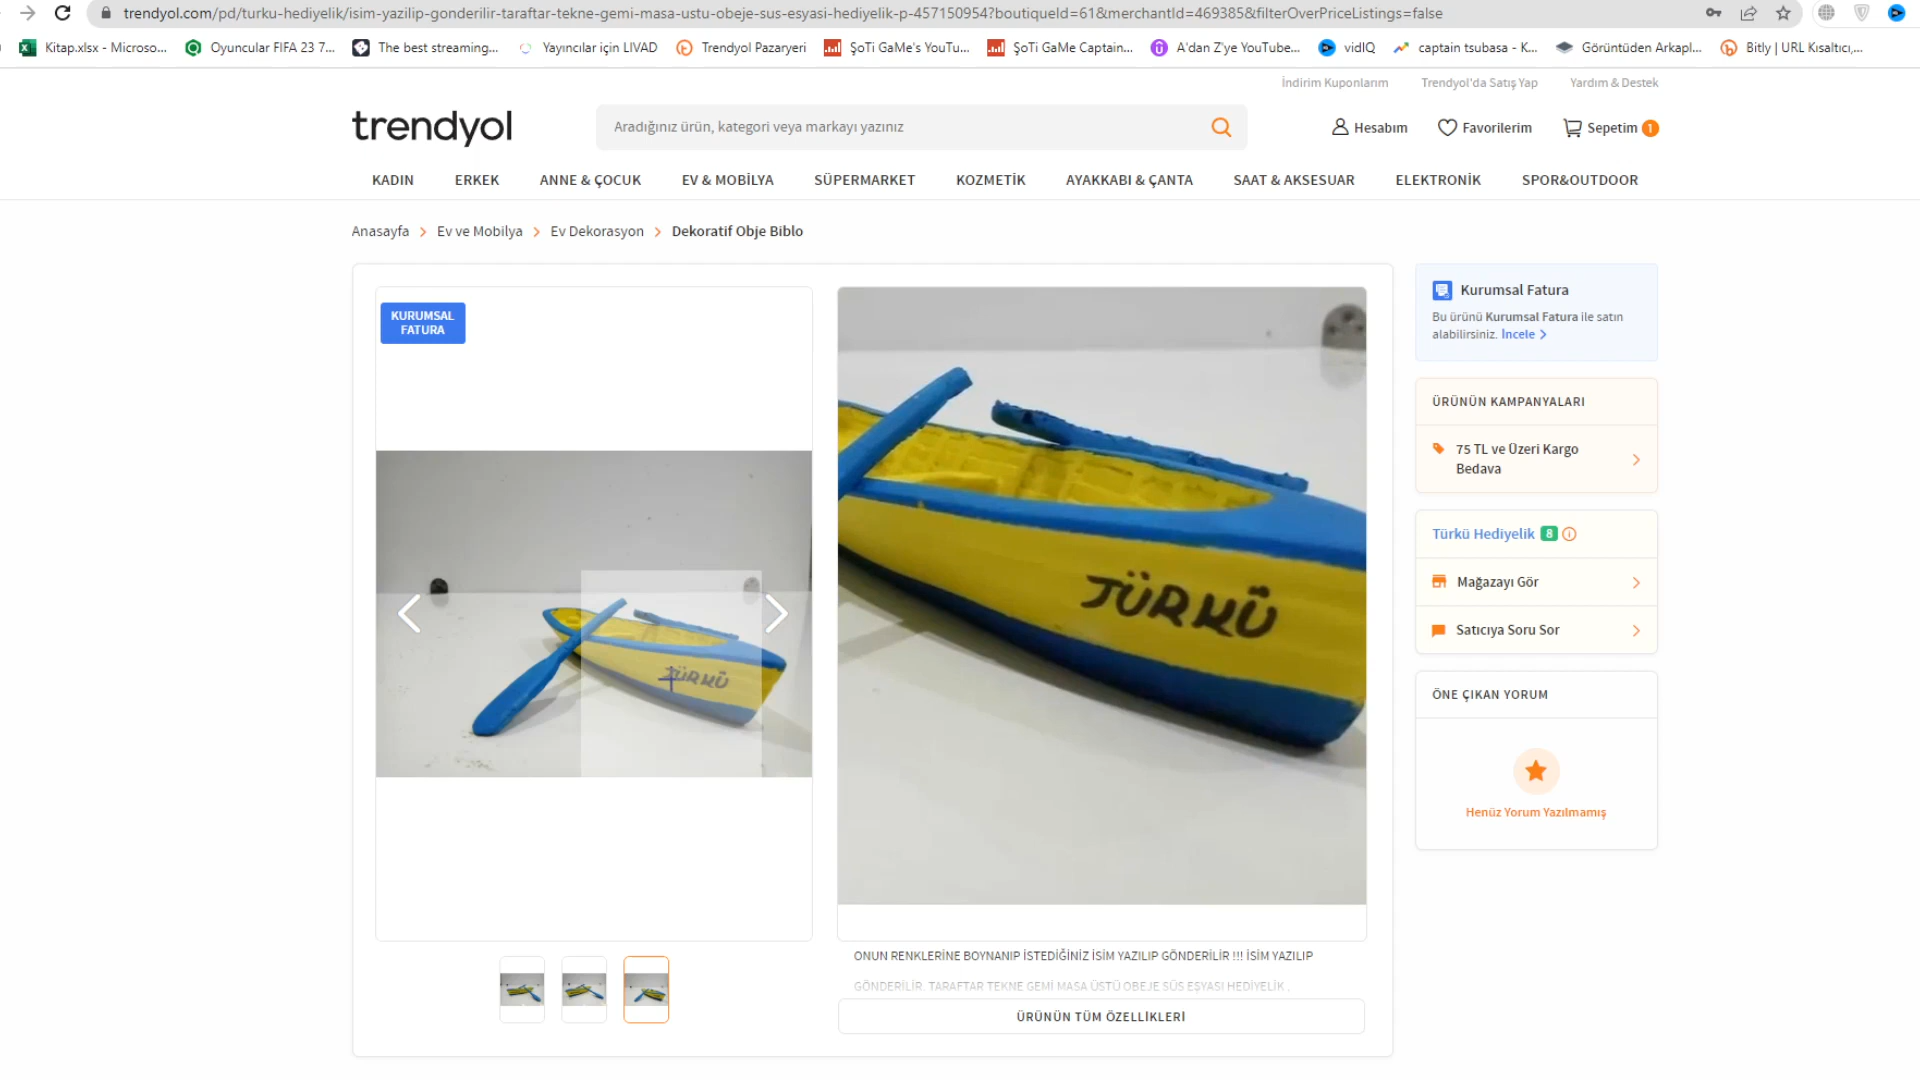 trendyol.com/pd/turku-hediyelik/isim-yazilip-gonderilir-taraftar-tekne-gemi-masa-ustu-obeje-sus-esyasi-hediyelik-p-457150954?boutiqueId=61&merchantId=469385&filterOverPriceListings=false
Kitap.xlsx - Microso... Oyuncular FIFA 23 7... The best streaming... Yayıncılar için LIVAD Trendyol Pazaryeri ŞoTi GaMe's YouTu... ŞoTi GaMe Captain... A'dan Z'ye YouTube... vidIQ captain tsubasa - K... Görüntüden Arkapl... Bitly | URL Kısaltıcı,...
İndirim Kuponlarım Trendyol'da Satış Yap Yardım & Destek
trendyol Aradığınız ürün, kategori veya markayı yazınız Hesabım Favorilerim Sepetim 1
KADIN ERKEK ANNE & ÇOCUK EV & MOBİLYA SÜPERMARKET KOZMETİK AYAKKABI & ÇANTA SAAT & AKSESUAR ELEKTRONİK SPOR&OUTDOOR
Anasayfa > Ev ve Mobilya > Ev Dekorasyon > Dekoratif Obje Biblo
KURUMSAL
FATURA
TÜRKÜ
TÜRKÜ
ONUN RENKLERİNE BOYNANIP İSTEDİĞİNİZ İSİM YAZILIP GÖNDERİLİR !!! İSİM YAZILIP
GÖNDERİLİR. TARAFTAR TEKNE GEMİ MASA ÜSTÜ OBEJE SÜS EŞYASI HEDİYELİK .
ÜRÜNÜN TÜM ÖZELLİKLERİ
Kurumsal Fatura
Bu ürünü Kurumsal Fatura ile satın
alabilirsiniz. İncele >
ÜRÜNÜN KAMPANYALARI
75 TL ve Üzeri Kargo
Bedava
Türkü Hediyelik 8
Mağazayı Gör
Satıcıya Soru Sor
ÖNE ÇIKAN YORUM
Henüz Yorum Yazılmamış